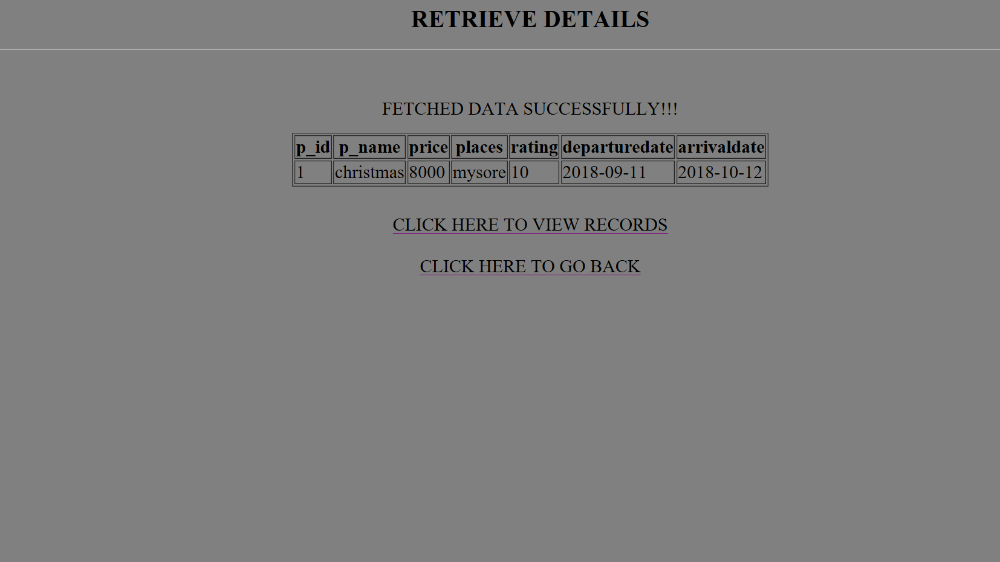 RETRIEVE DETAILS
FETCHED DATA SUCCESSFULLY!!!
p_id p_name price places rating departuredate arrivaldate
1 christmas 8000 mysore 10 2018-09-11 2018-10-12
CLICK HERE TO VIEW RECORDS
CLICK HERE TO GO BACK